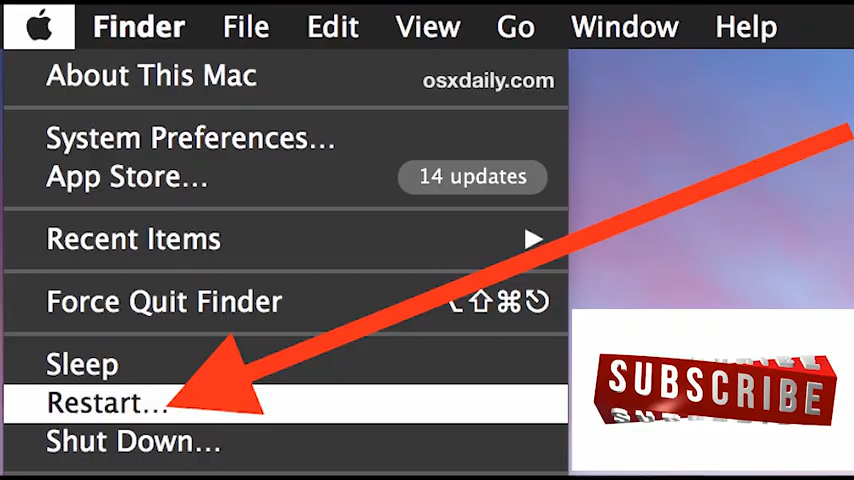 Finder File Edit View Go Window Help
About This Mac
osxdaily.com
System Preferences...
App Store...
14 updates
Recent Items ▶
Force Quit Finder ⌥⇧⌘⎋
Sleep
Restart...
Shut Down...
SUBSCRIBE